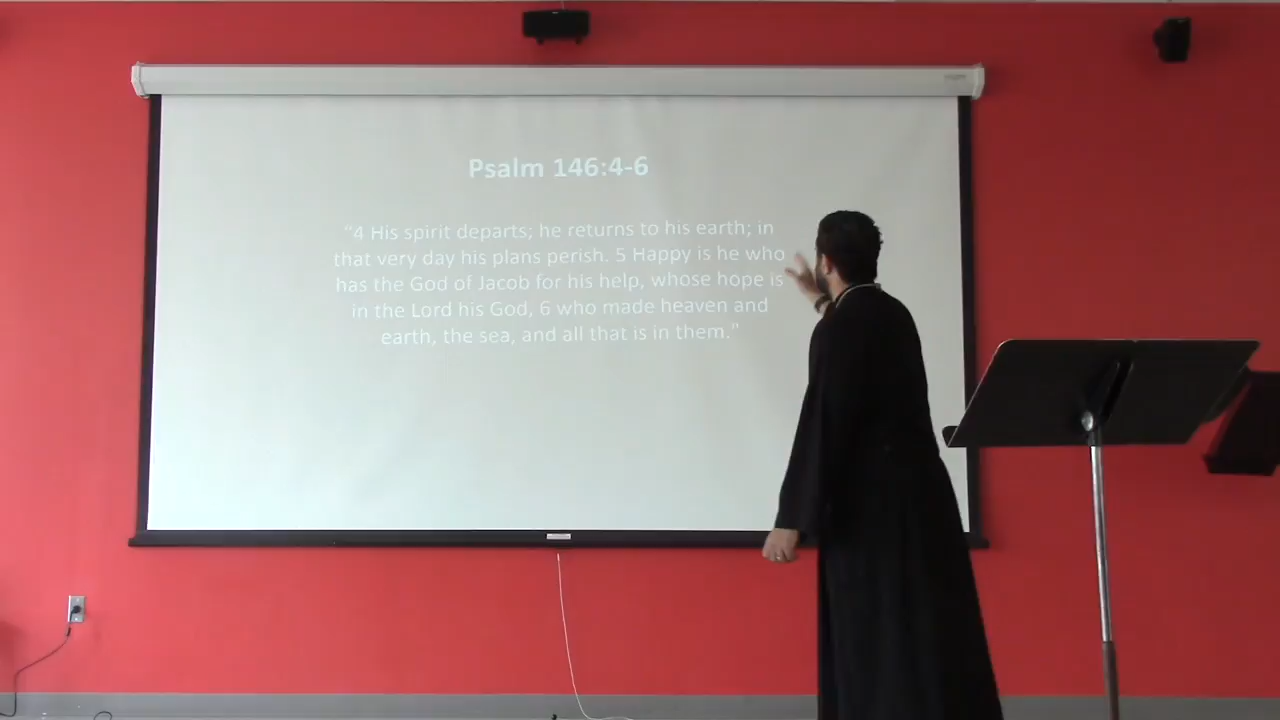 Psalm 146:4-6
"4 His spirit departs; he returns to his earth; in
that very day his plans perish. 5 Happy is he who
has the God of Jacob for his help, whose hope is
in the Lord his God, 6 who made heaven and
earth, the sea, and all that is in them."